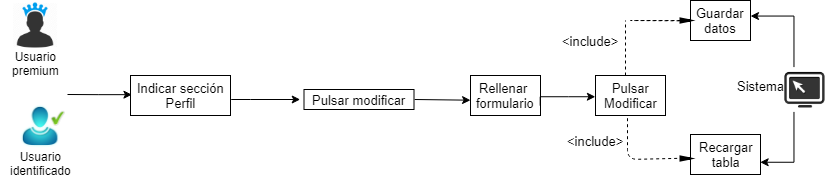 Usuario
premium
Usuario
identificado
Indicar sección
Perfil
Pulsar modificar
Rellenar
formulario
Pulsar
Modificar
<include>
<include>
Guardar
datos
Recargar
tabla
Sistema